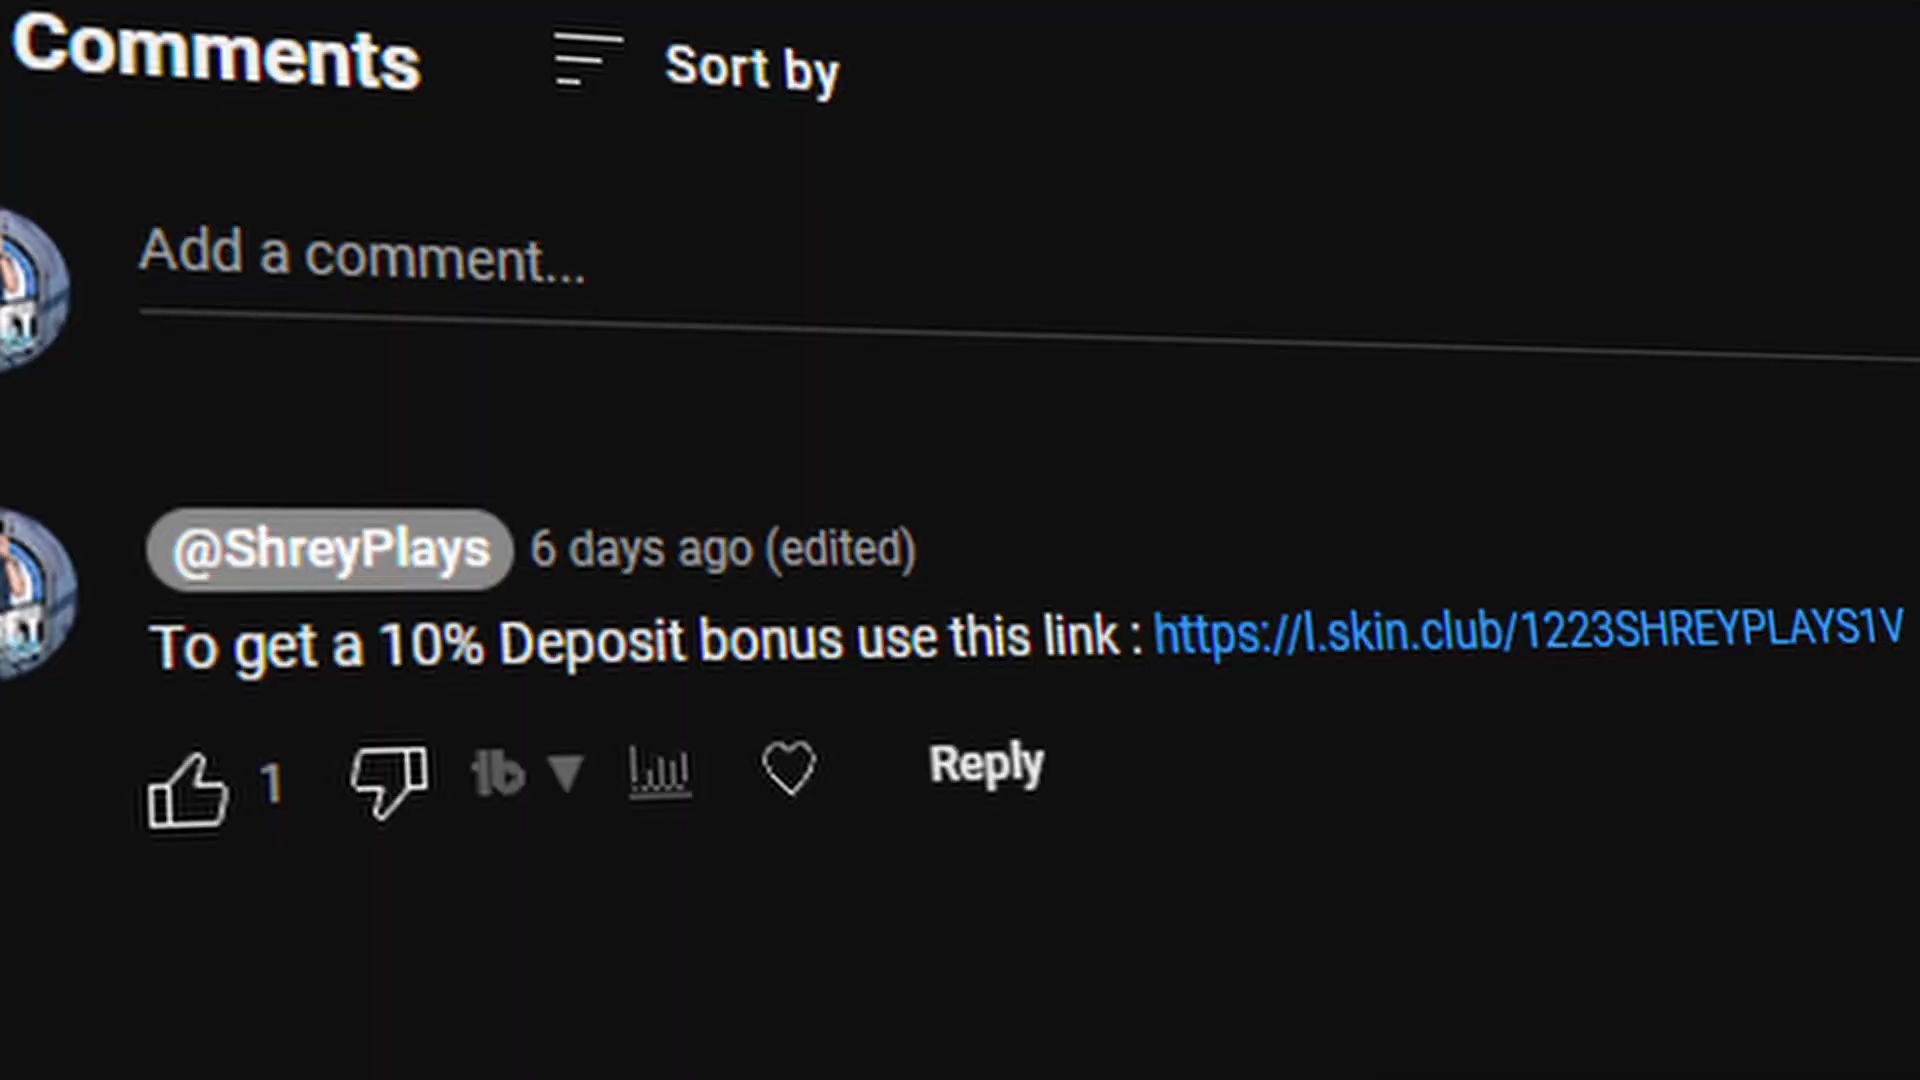 Comments
Sort by
Add a comment...
@ShreyPlays 6 days ago (edited)
To get a 10% Deposit bonus use this link : https://l.skin.club/1223SHREYPLAYS1V
1
Reply